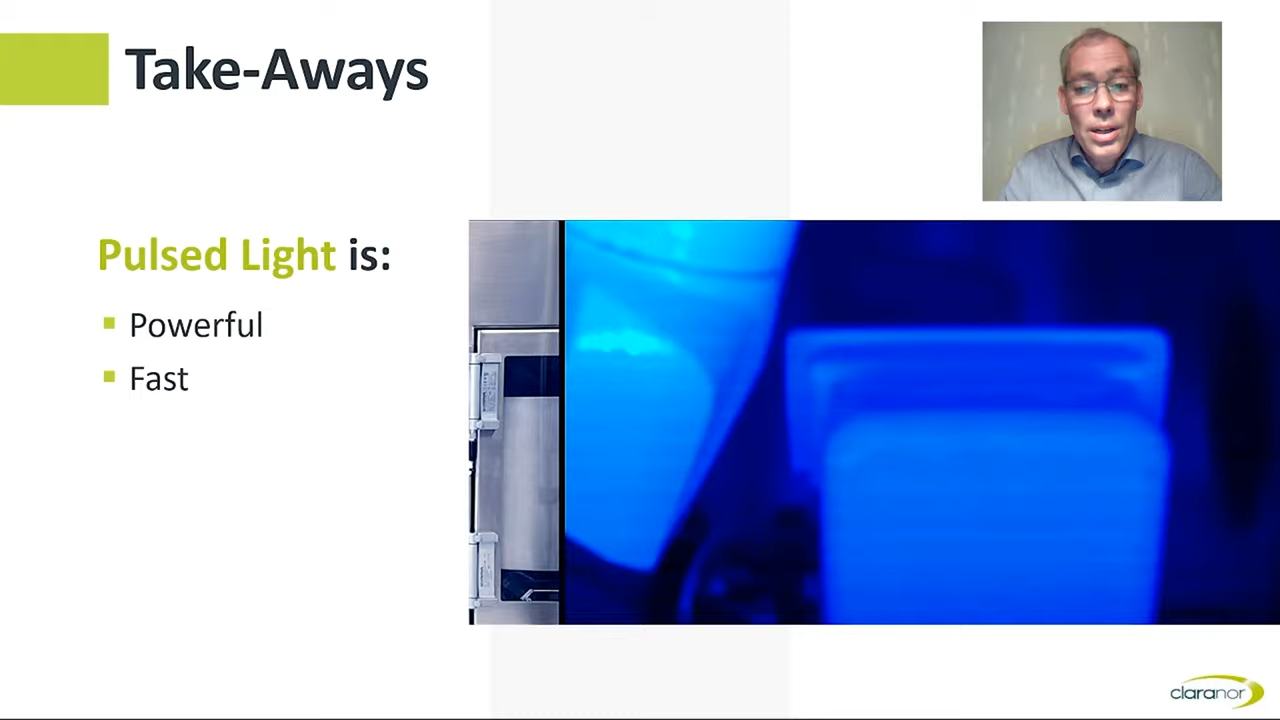 Take-Aways
Pulsed Light is:
Powerful
Fast
claranor